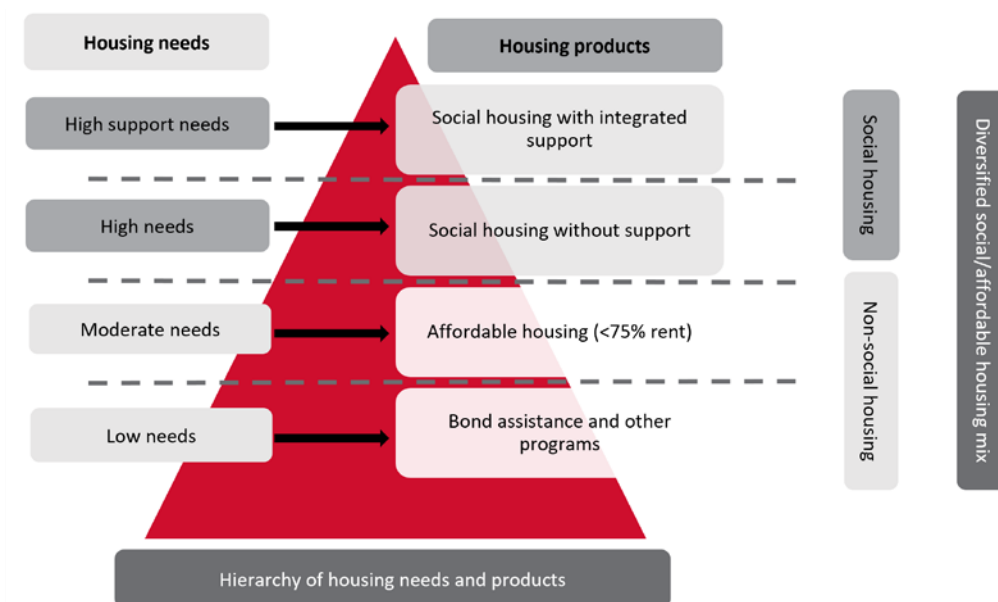 Housing needs
Housing products
High support needs
Social housing with integrated
support
High needs
Social housing without support
Moderate needs
Affordable housing (<75% rent)
Low needs
Bond assistance and other
programs
Social housing
Non-social housing
Diversified social/affordable housing mix
Hierarchy of housing needs and products